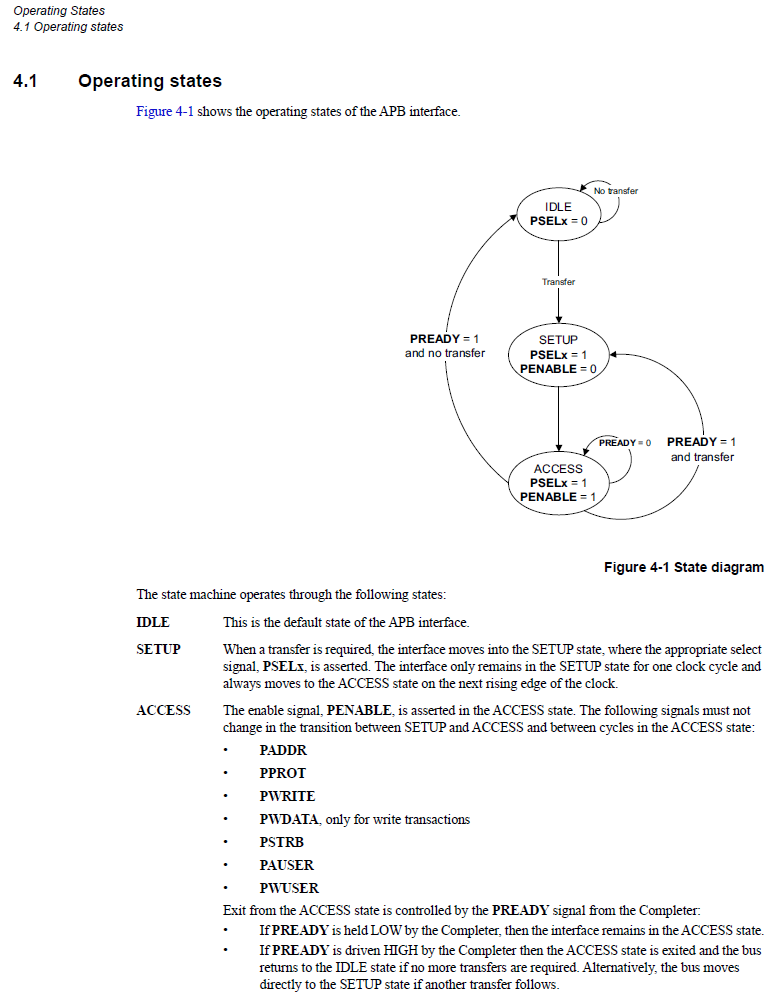 Operating States
4.1 Operating states
4.1 Operating states
Figure 4-1 shows the operating states of the APB interface.
No transfer
IDLE
PSELx = 0
Transfer
PREADY = 1
and no transfer
SETUP
PSELx = 1
PENABLE = 0
PREADY = 0
PREADY = 1
and transfer
ACCESS
PSELx = 1
PENABLE = 1
Figure 4-1 State diagram
The state machine operates through the following states:
IDLE This is the default state of the APB interface.
SETUP When a transfer is required, the interface moves into the SETUP state, where the appropriate select
signal, PSELx, is asserted. The interface only remains in the SETUP state for one clock cycle and
always moves to the ACCESS state on the next rising edge of the clock.
ACCESS The enable signal, PENABLE, is asserted in the ACCESS state. The following signals must not
change in the transition between SETUP and ACCESS and between cycles in the ACCESS state:
• PADDR
• PPROT
• PWRITE
• PWDATA, only for write transactions
• PSTRB
• PAUSER
• PWUSER
Exit from the ACCESS state is controlled by the PREADY signal from the Completer:
• If PREADY is held LOW by the Completer, then the interface remains in the ACCESS state.
• If PREADY is driven HIGH by the Completer then the ACCESS state is exited and the bus
returns to the IDLE state if no more transfers are required. Alternatively, the bus moves
directly to the SETUP state if another transfer follows.